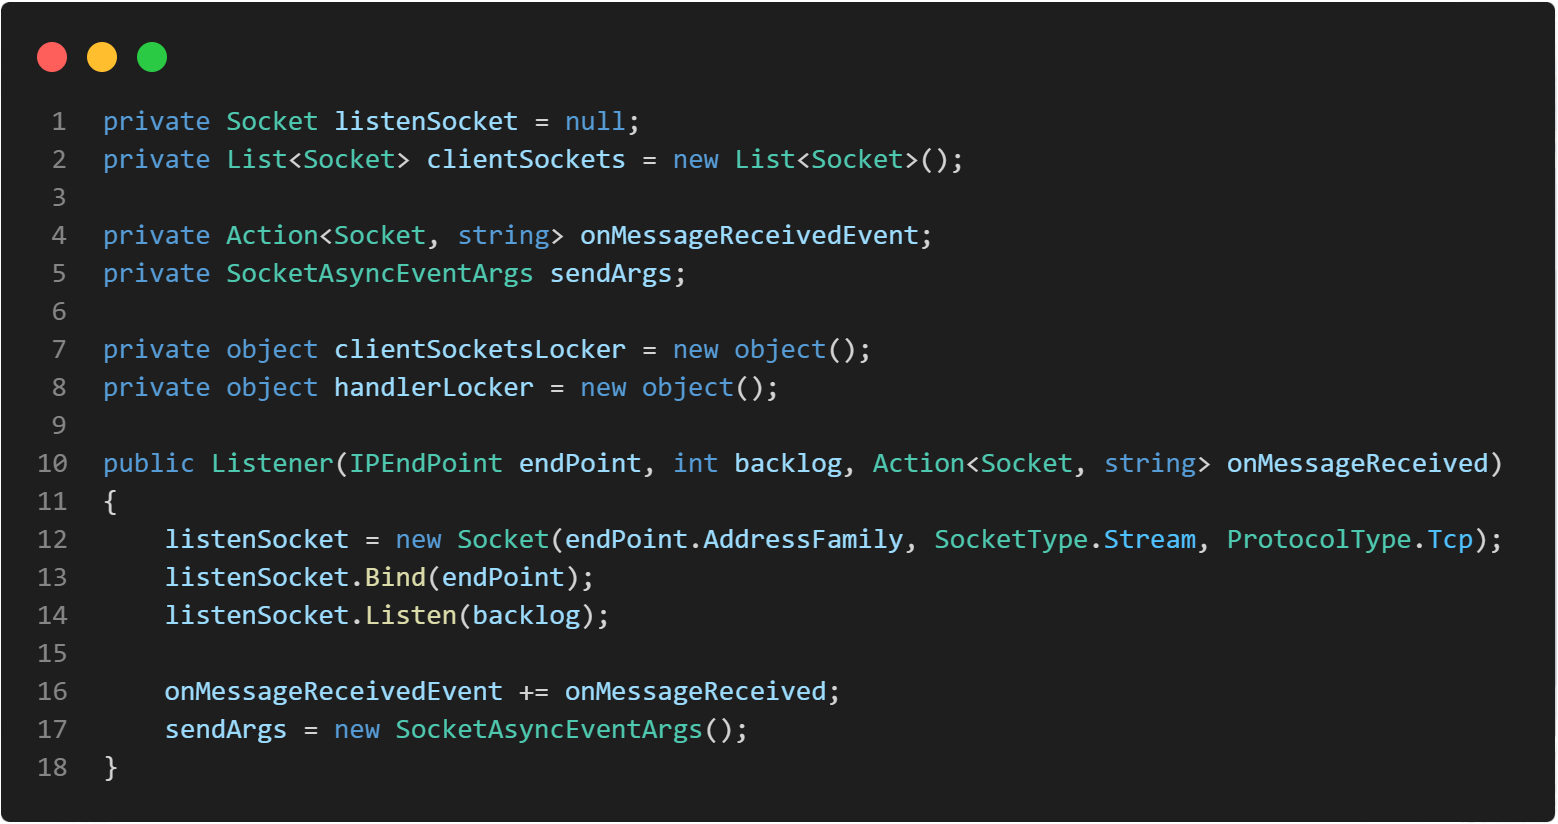 1 private Socket listenSocket = null;
2 private List<Socket> clientSockets = new List<Socket>();
3
4 private Action<Socket, string> onMessageReceivedEvent;
5 private SocketAsyncEventArgs sendArgs;
6
7 private object clientSocketsLocker = new object();
8 private object handlerLocker = new object();
9
10 public Listener(IPEndPoint endPoint, int backlog, Action<Socket, string> onMessageReceived)
11 {
12     listenSocket = new Socket(endPoint.AddressFamily, SocketType.Stream, ProtocolType.Tcp);
13     listenSocket.Bind(endPoint);
14     listenSocket.Listen(backlog);
15
16     onMessageReceivedEvent += onMessageReceived;
17     sendArgs = new SocketAsyncEventArgs();
18 }